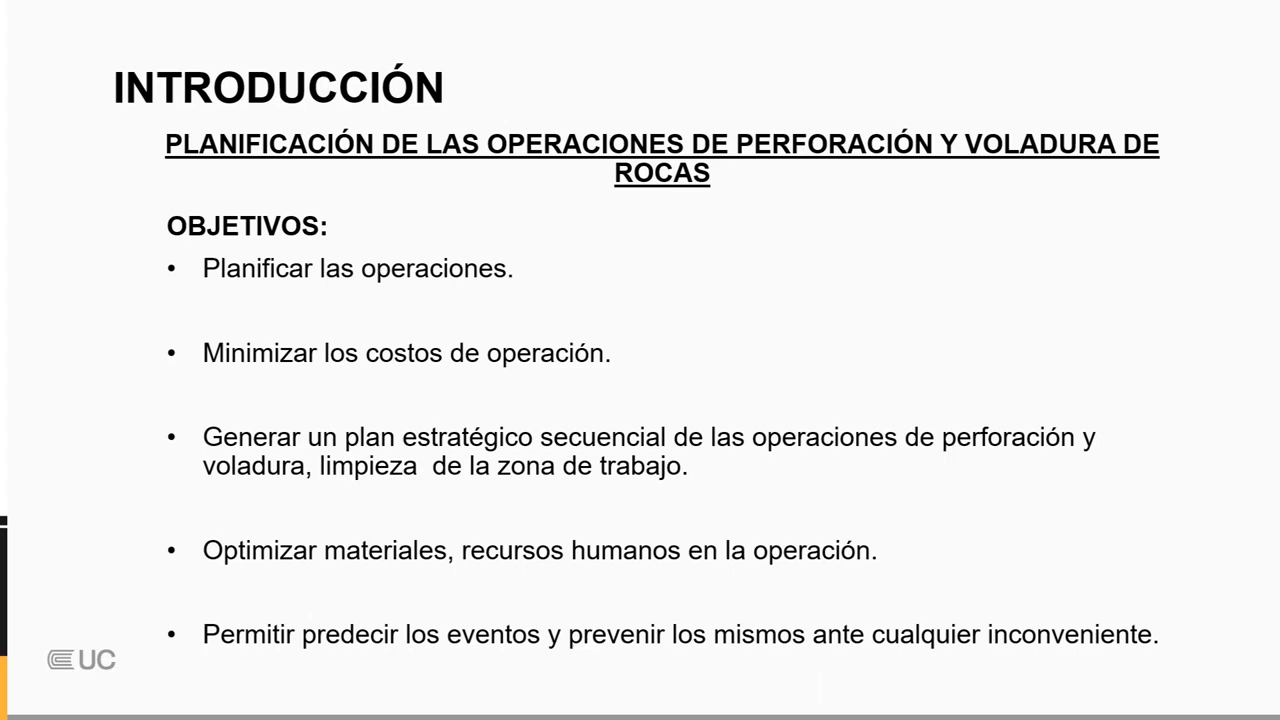 INTRODUCCIÓN
PLANIFICACIÓN DE LAS OPERACIONES DE PERFORACIÓN Y VOLADURA DE
ROCAS
OBJETIVOS:
• Planificar las operaciones.
• Minimizar los costos de operación.
• Generar un plan estratégico secuencial de las operaciones de perforación y
voladura, limpieza  de la zona de trabajo.
• Optimizar materiales, recursos humanos en la operación.
• Permitir predecir los eventos y prevenir los mismos ante cualquier inconveniente.
UC